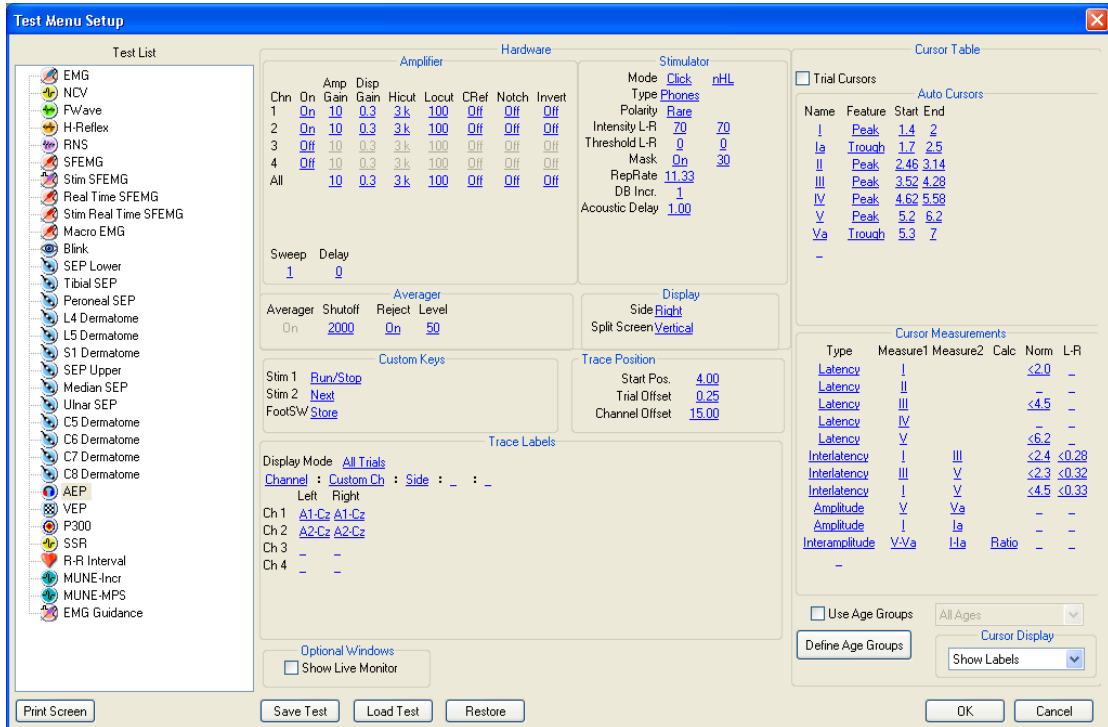 Test Menu Setup
Test List
EMG
NCV
FWave
H-Reflex
RNS
SFEMG
Stim SFEMG
Real Time SFEMG
Stim Real Time SFEMG
Macro EMG
Blink
SEP Lower
Tibial SEP
Peroneal SEP
L4 Dermatome
L5 Dermatome
S1 Dermatome
SEP Upper
Median SEP
Ulnar SEP
C5 Dermatome
C6 Dermatome
C7 Dermatome
C8 Dermatome
AEP
VEP
P300
SSR
R-R Interval
MUNE-Incr
MUNE-MPS
EMG Guidance
Hardware
Amplifier
Amp Disp
Chn On Gain Gain Hicut Locut CRef Notch Invert
1 On 10 0.3 3 k 100 Off Off Off
2 On 10 0.3 3 k 100 Off Off Off
3 Off 10 0.3 3 k 100 Off Off Off
4 Off 10 0.3 3 k 100 Off Off Off
All 10 0.3 3 k 100 Off Off Off
Sweep Delay
1 0
Stimulator
Mode Click nHL
Type Phones
Polarity Rare
Intensity L-R 70 70
Threshold L-R 0 0
Mask On 30
RepRate 11.33
DB Incr. 1
Acoustic Delay 1.00
Averager
Averager Shutoff Reject Level
On 2000 On 50
Display
Side Right
Split Screen Vertical
Custom Keys
Stim 1 Run/Stop
Stim 2 Next
FootSW Store
Trace Position
Start Pos. 4.00
Trial Offset 0.25
Channel Offset 15.00
Trace Labels
Display Mode All Trials
Channel : Custom Ch : Side : _ : _
Left Right
Ch 1 A1-Cz A1-Cz
Ch 2 A2-Cz A2-Cz
Ch 3 _ _
Ch 4 _ _
Optional Windows
Show Live Monitor
Cursor Table
Trial Cursors
Auto Cursors
Name Feature Start End
I Peak 1.4 2
Ia Trough 1.7 2.5
II Peak 2.46 3.14
III Peak 3.52 4.28
IV Peak 4.62 5.58
V Peak 5.2 6.2
Va Trough 5.3 7
_
Cursor Measurements
Type Measure1 Measure2 Calc Norm L-R
Latency I <2.0 _
Latency II _ _
Latency III <4.5 _
Latency IV _ _
Latency V <6.2 _
Interlatency I III <2.4 <0.28
Interlatency III V <2.3 <0.32
Interlatency I V <4.5 <0.33
Amplitude V Va _ _
Amplitude I Ia _ _
Interamplitude V-Va I-Ia Ratio _ _
_
Use Age Groups All Ages
Define Age Groups
Cursor Display
Show Labels
Print Screen
Save Test
Load Test
Restore
OK
Cancel